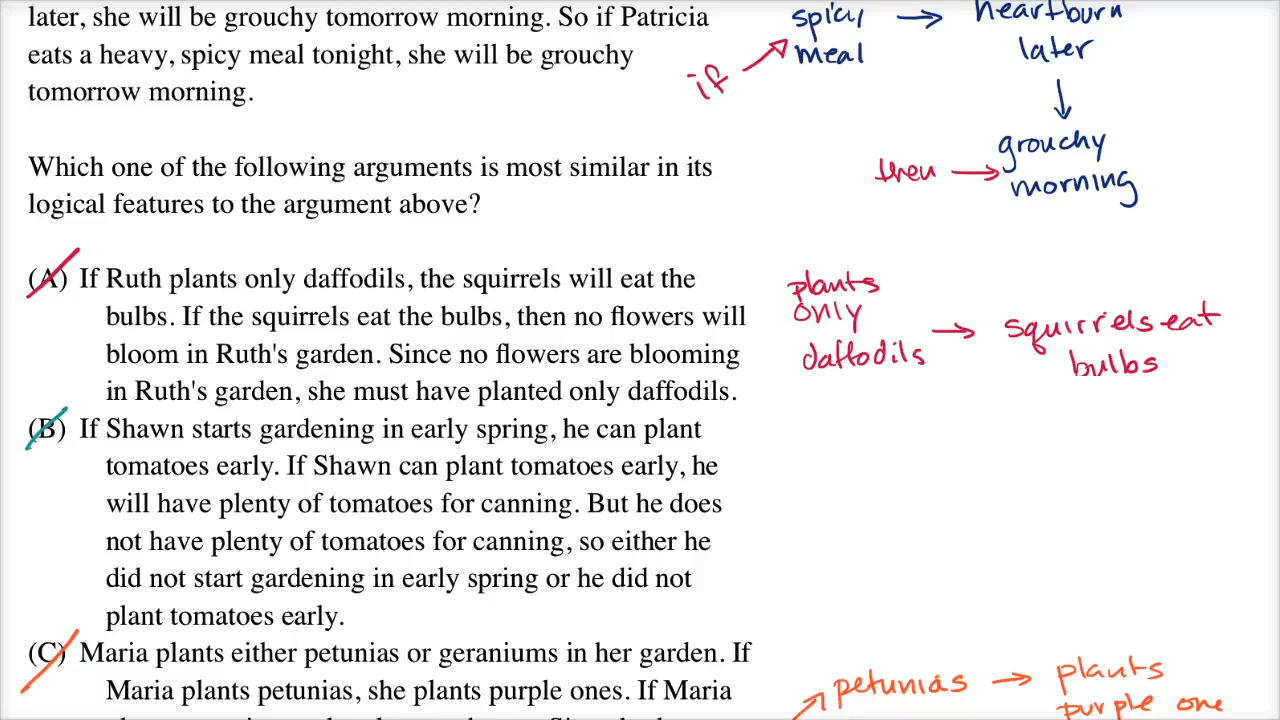 later, she will be grouchy tomorrow morning. So if Patricia
eats a heavy, spicy meal tonight, she will be grouchy
tomorrow morning.
Which one of the following arguments is most similar in its
logical features to the argument above?
(A) If Ruth plants only daffodils, the squirrels will eat the
bulbs. If the squirrels eat the bulbs, then no flowers will
bloom in Ruth's garden. Since no flowers are blooming
in Ruth's garden, she must have planted only daffodils.
(B) If Shawn starts gardening in early spring, he can plant
tomatoes early. If Shawn can plant tomatoes early, he
will have plenty of tomatoes for canning. But he does
not have plenty of tomatoes for canning, so either he
did not start gardening in early spring or he did not
plant tomatoes early.
(C) Maria plants either petunias or geraniums in her garden. If
Maria plants petunias, she plants purple ones. If Maria
if
spicy
meal
heartburn
later
then
grouchy
morning
plants
only
daffodils
squirrels eat
bulbs
petunias
plants
purple one